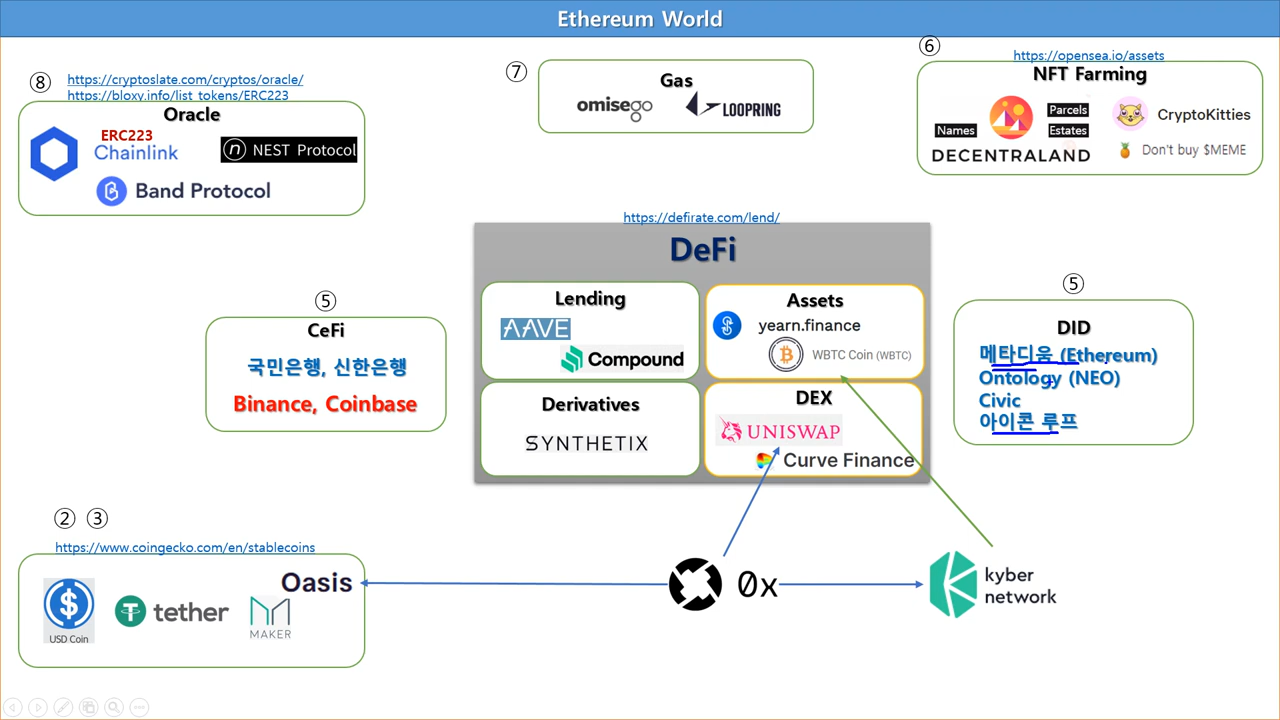 Ethereum World
⑧
https://cryptoslate.com/cryptos/oracle/
https://bloxy.info/list_tokens/ERC223
Oracle
ERC223
Chainlink
NEST Protocol
Band Protocol
⑦
Gas
omisego
LOOPRING
⑥
https://opensea.io/assets
NFT Farming
Names
Parcels
Estates
DECENTRALAND
CryptoKitties
Don't buy $MEME
https://defirate.com/lend/
DeFi
Lending
AAVE
Compound
Assets
yearn.finance
WBTC Coin (WBTC)
Derivatives
SYNTHETIX
DEX
UNISWAP
Curve Finance
⑤
CeFi
국민은행, 신한은행
Binance, Coinbase
⑤
DID
메타디움 (Ethereum)
Ontology (NEO)
Civic
아이콘 루프
② ③
https://www.coingecko.com/en/stablecoins
USD Coin
tether
Oasis
MAKER
0x
kyber
network